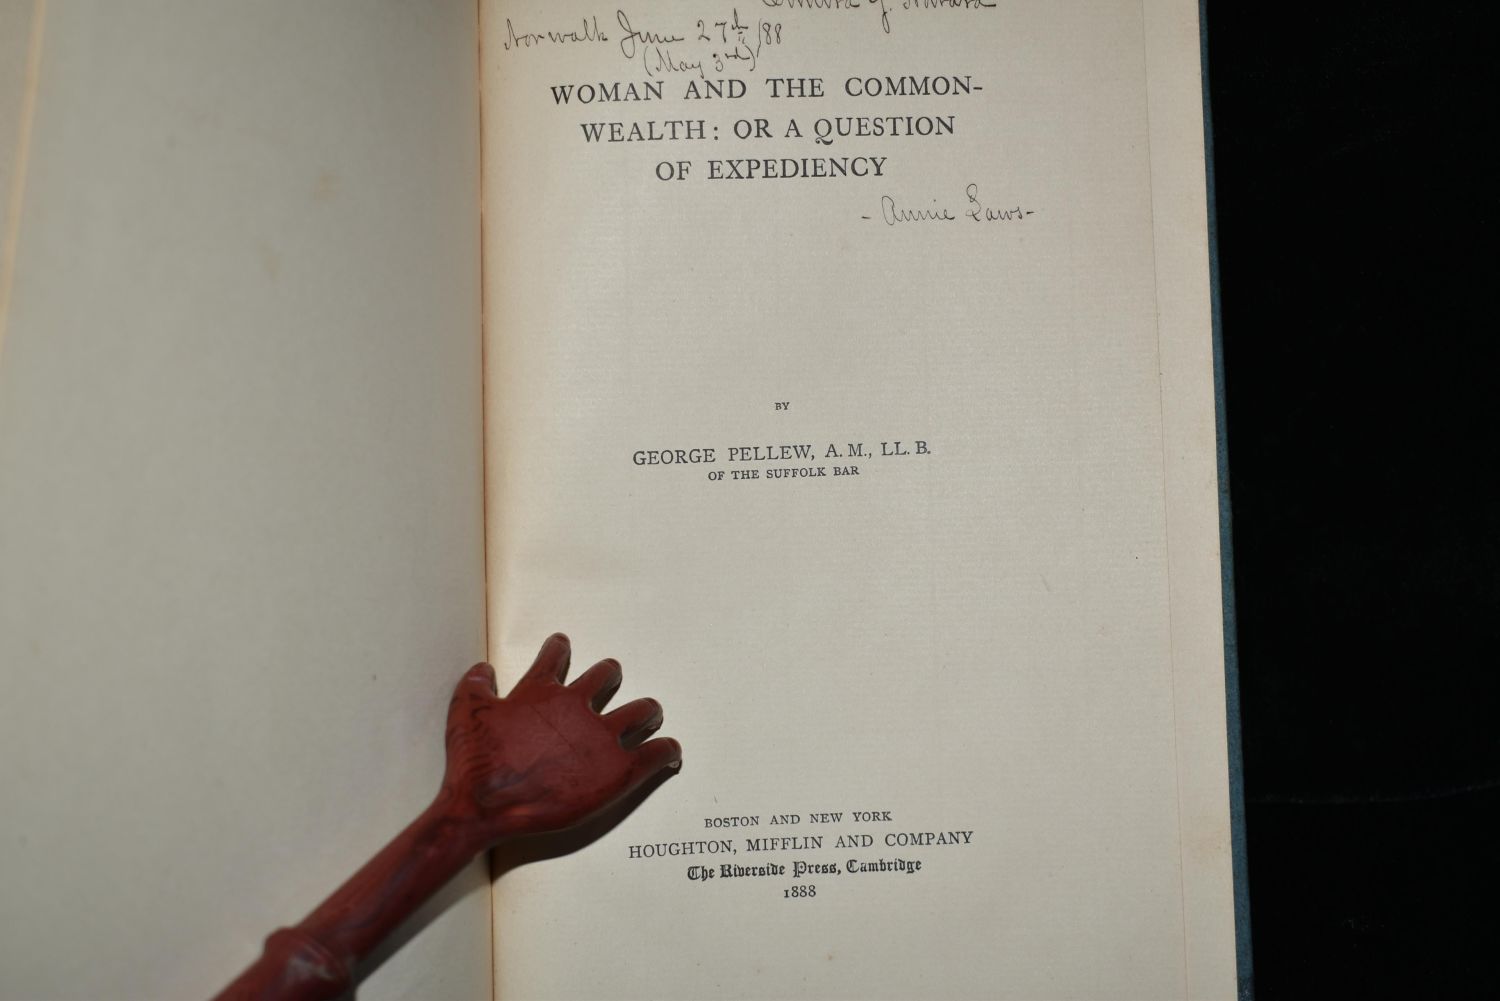 Norwalk June 27th /88
(May 3rd)
WOMAN AND THE COMMON-
WEALTH: OR A QUESTION
OF EXPEDIENCY
- Annie Laws -
BY
GEORGE PELLEW, A. M., LL. B.
OF THE SUFFOLK BAR
BOSTON AND NEW YORK
HOUGHTON, MIFFLIN AND COMPANY
The Riverside Press, Cambridge
1888